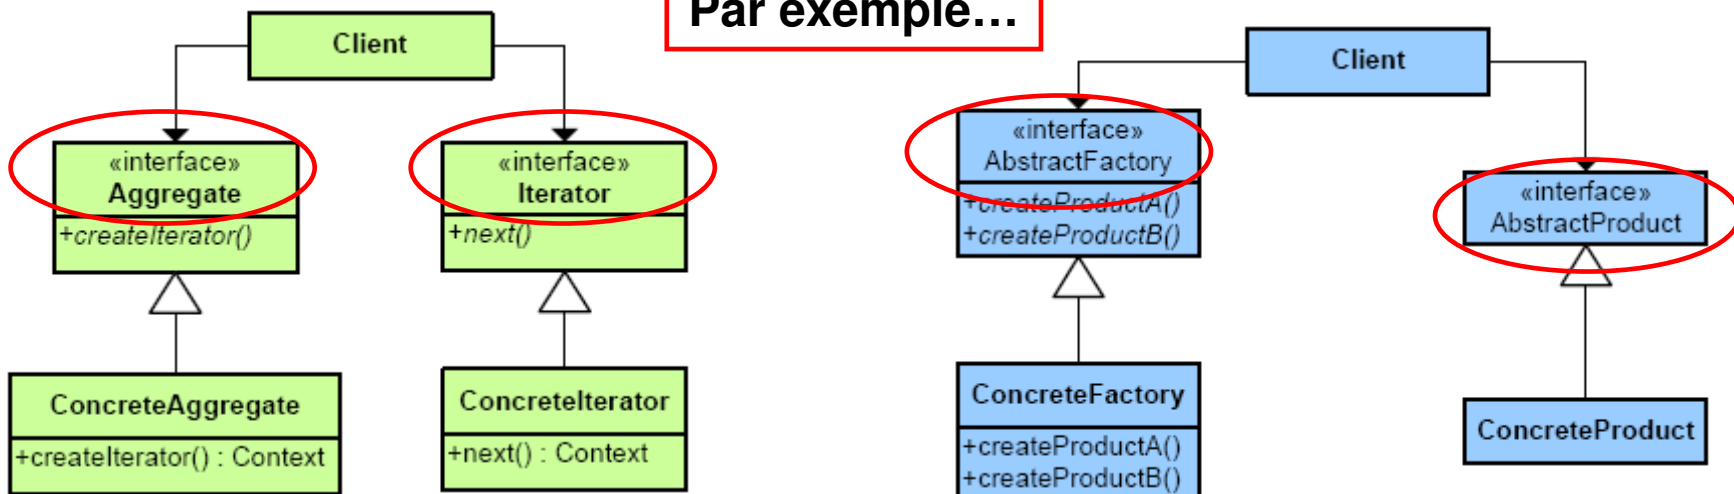 Par exemple...
Client
«interface»
Aggregate
+createIterator()
«interface»
Iterator
+next()
ConcreteAggregate
+createIterator() : Context
ConcreteIterator
+next() : Context
Client
«interface»
AbstractFactory
+createProductA()
+createProductB()
«interface»
AbstractProduct
ConcreteFactory
+createProductA()
+createProductB()
ConcreteProduct